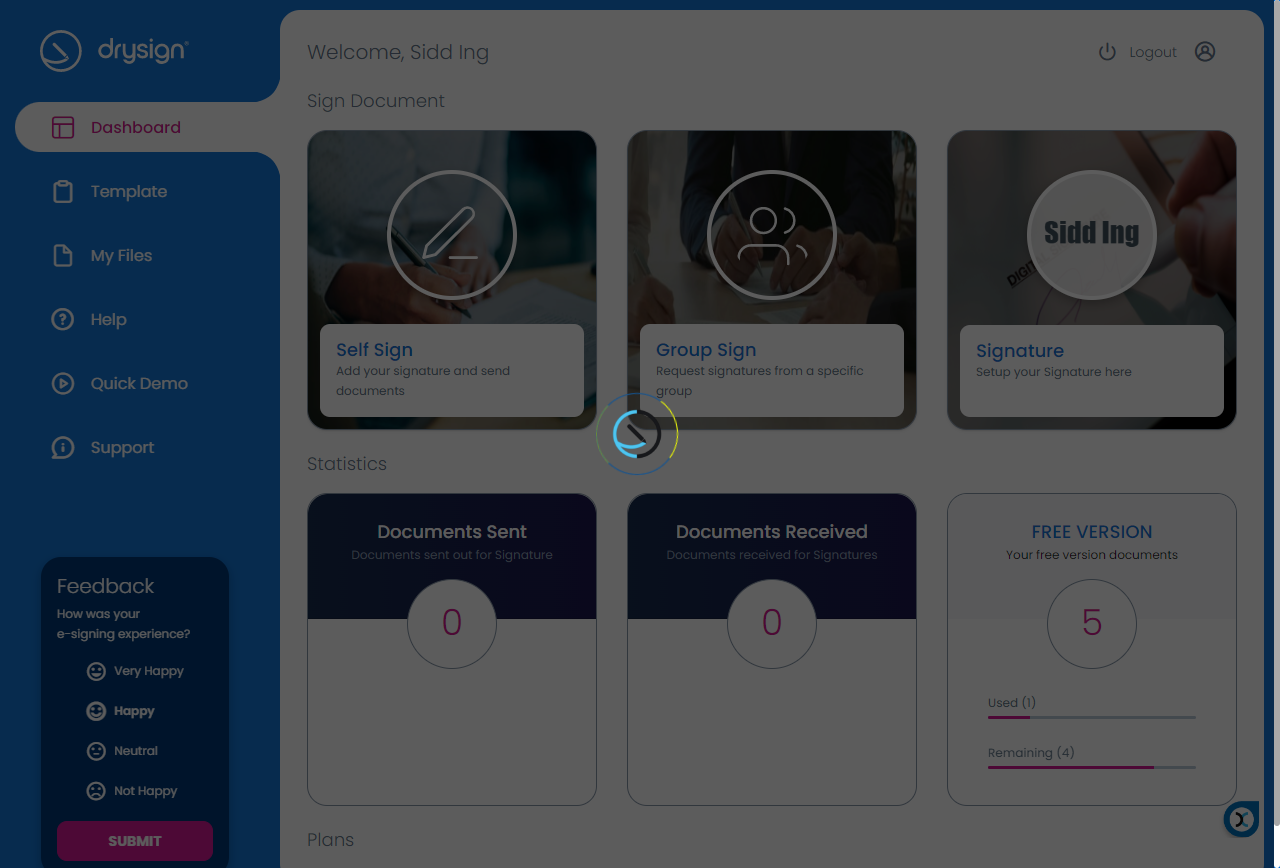 drysign®
Dashboard
Template
My Files
Help
Quick Demo
Support
Feedback
How was your
e-signing experience?
Very Happy
Happy
Neutral
Not Happy
SUBMIT
Welcome, Sidd Ing
Logout
Sign Document
Self Sign
Add your signature and send
documents
Group Sign
Request signatures from a specific
group
Sidd Ing
Signature
Setup your Signature here
Statistics
Documents Sent
Documents sent out for Signature
0
Documents Received
Documents received for Signatures
0
FREE VERSION
Your free version documents
5
Used (1)
Remaining (4)
Plans